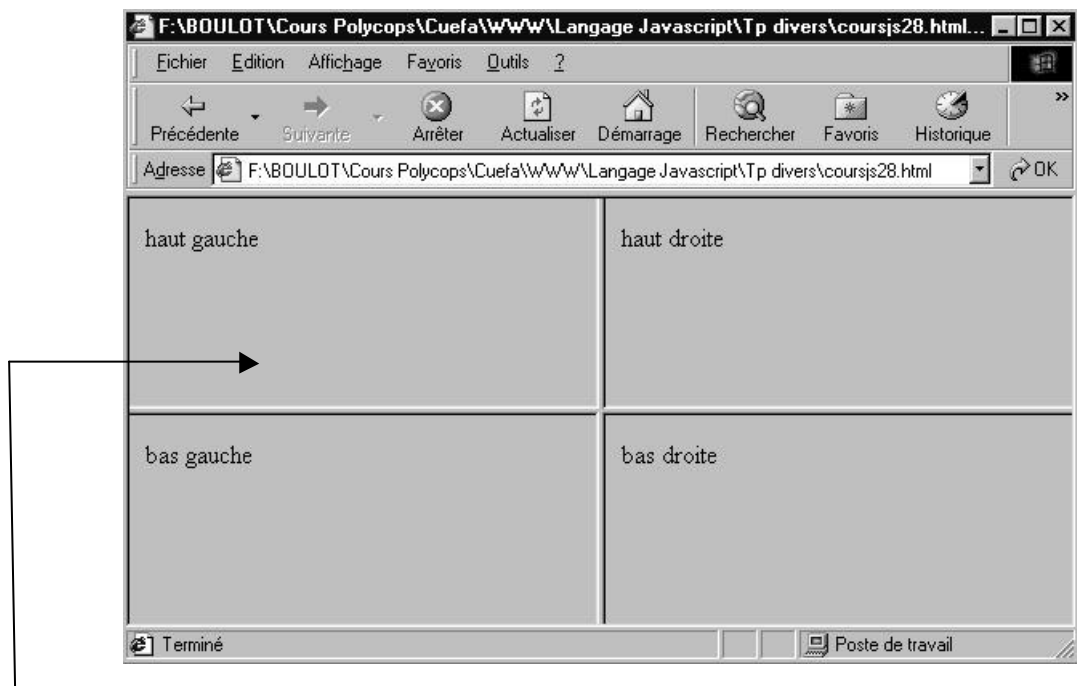 F:\BOULOT\Cours Polycops\Cuefa\WWW\Langage Javascript\Tp divers\coursjs28.html...
Fichier Edition Affichage Favoris Outils ?
Précédente Suivante Arrêter Actualiser Démarrage Rechercher Favoris Historique »
Adresse F:\BOULOT\Cours Polycops\Cuefa\WWW\Langage Javascript\Tp divers\coursjs28.html OK
haut gauche haut droite
bas gauche bas droite
Terminé Poste de travail